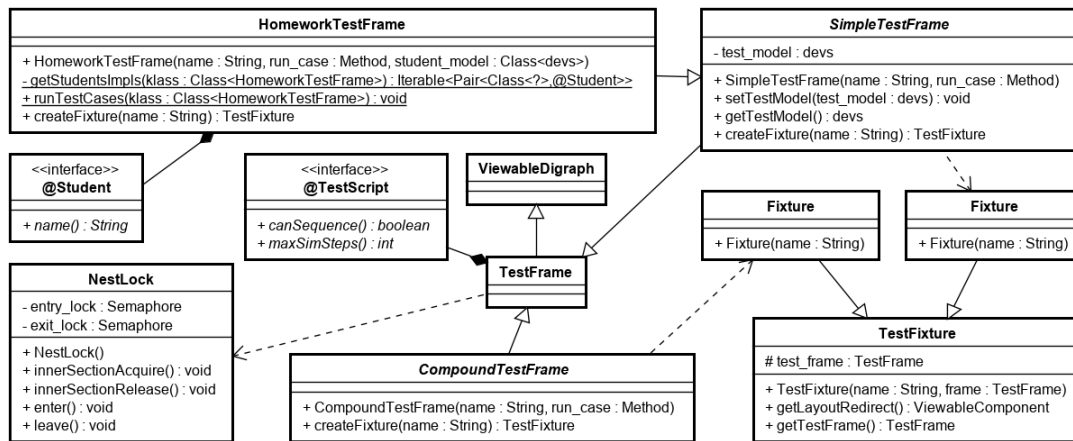 HomeworkTestFrame
+ HomeworkTestFrame(name : String, run_case : Method, student_model : Class<devs>)
- getStudentsImpls(klass : Class<HomeworkTestFrame>) : Iterable<Pair<Class<?>,@Student>>
+ runTestCases(klass : Class<HomeworkTestFrame>) : void
+ createFixture(name : String) : TestFixture
SimpleTestFrame
- test_model : devs
+ SimpleTestFrame(name : String, run_case : Method)
+ setTestModel(test_model : devs) : void
+ getTestModel() : devs
+ createFixture(name : String) : TestFixture
<<interface>>
@Student
+ name() : String
<<interface>>
@TestScript
+ canSequence() : boolean
+ maxSimSteps() : int
ViewableDigraph
TestFrame
Fixture
+ Fixture(name : String)
Fixture
+ Fixture(name : String)
NestLock
- entry_lock : Semaphore
- exit_lock : Semaphore
+ NestLock()
+ innerSectionAcquire() : void
+ innerSectionRelease() : void
+ enter() : void
+ leave() : void
CompoundTestFrame
+ CompoundTestFrame(name : String, run_case : Method)
+ createFixture(name : String) : TestFixture
TestFixture
# test_frame : TestFrame
+ TestFixture(name : String, frame : TestFrame)
+ getLayoutRedirect() : ViewableComponent
+ getTestFrame() : TestFrame